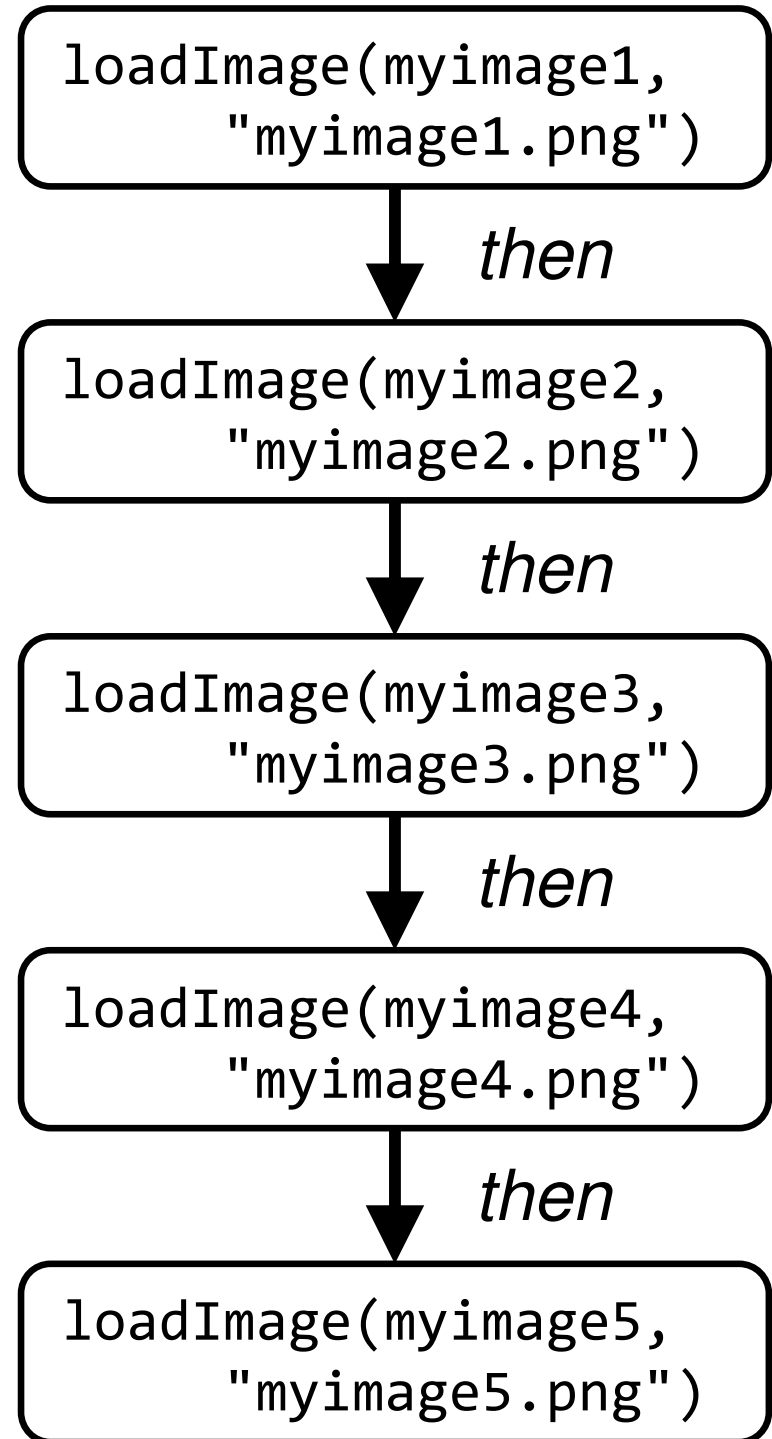 loadImage(myimage1,
"myimage1.png")
then
loadImage(myimage2,
"myimage2.png")
then
loadImage(myimage3,
"myimage3.png")
then
loadImage(myimage4,
"myimage4.png")
then
loadImage(myimage5,
"myimage5.png")